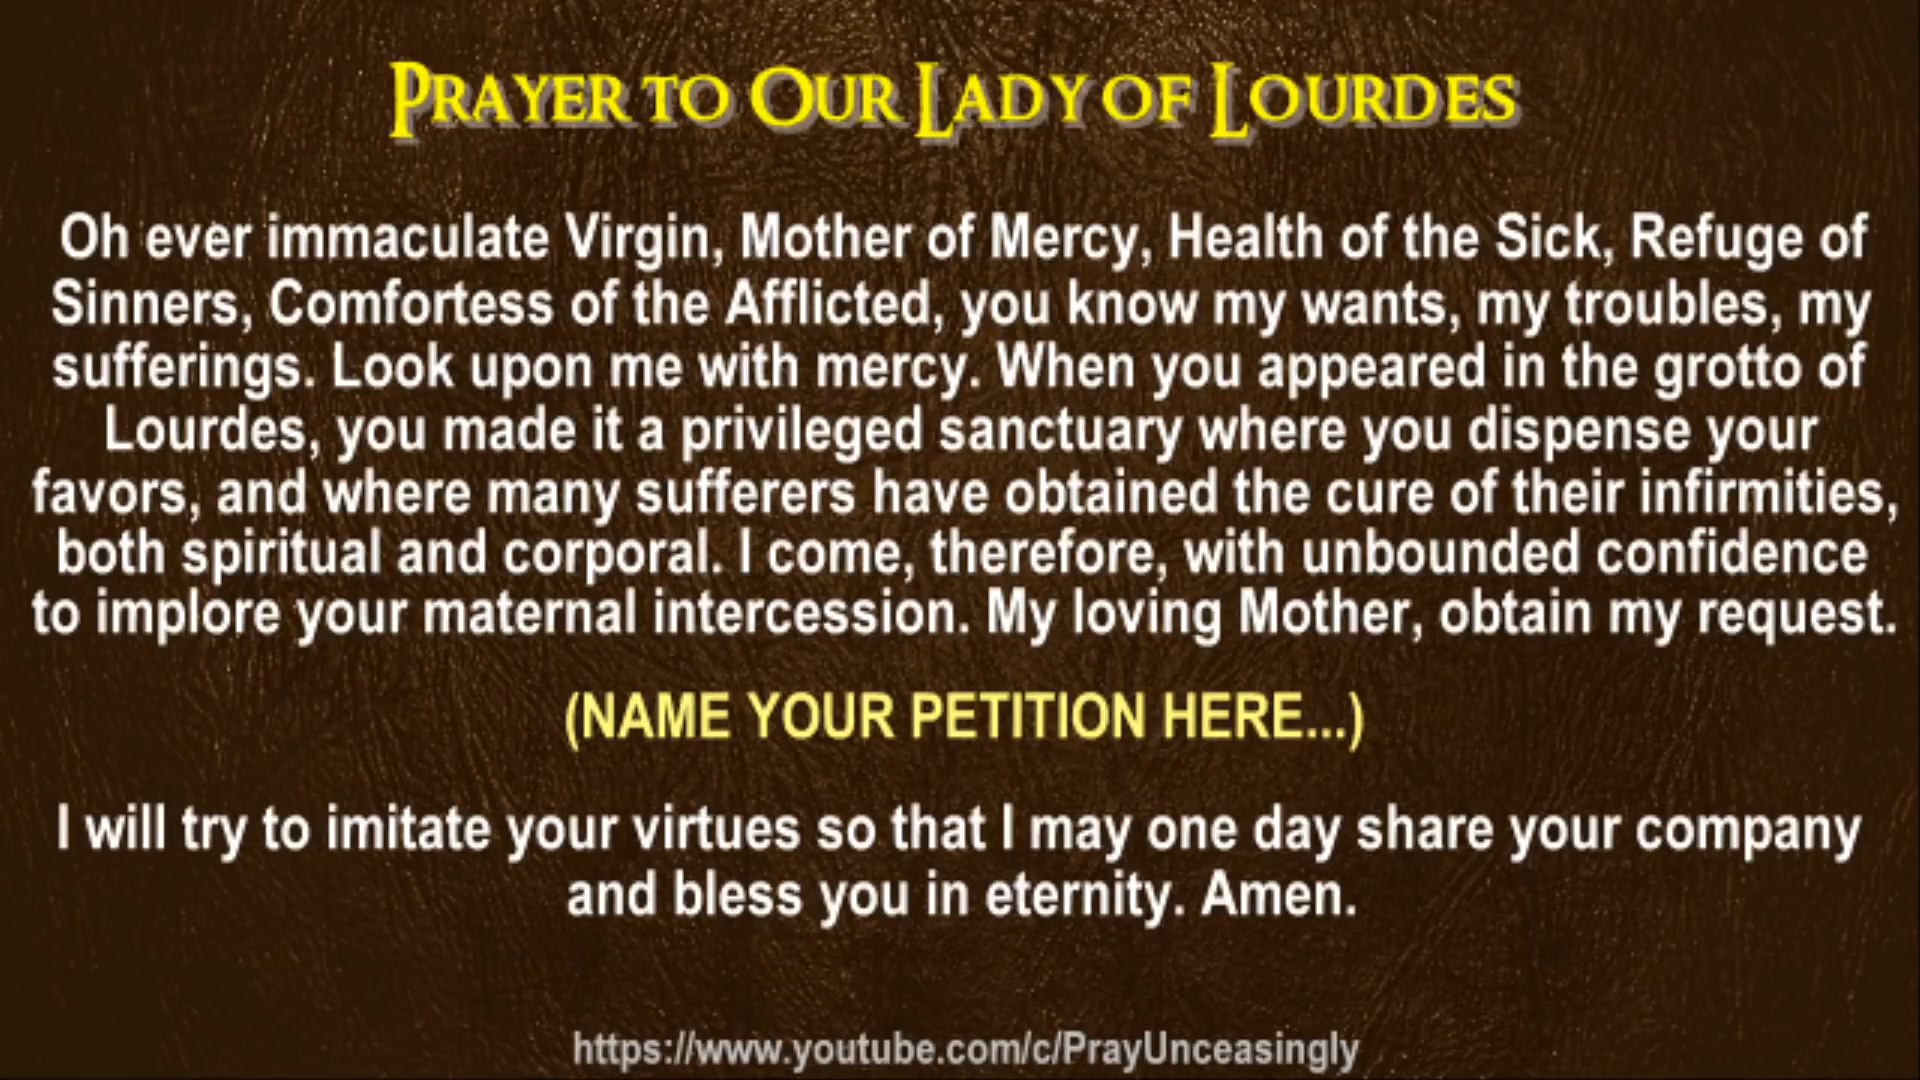 PRAYER TO OUR LADY OF LOURDES
Oh ever immaculate Virgin, Mother of Mercy, Health of the Sick, Refuge of
Sinners, Comfortess of the Afflicted, you know my wants, my troubles, my
sufferings. Look upon me with mercy. When you appeared in the grotto of
Lourdes, you made it a privileged sanctuary where you dispense your
favors, and where many sufferers have obtained the cure of their infirmities,
both spiritual and corporal. I come, therefore, with unbounded confidence
to implore your maternal intercession. My loving Mother, obtain my request.
(NAME YOUR PETITION HERE...)
I will try to imitate your virtues so that I may one day share your company
and bless you in eternity. Amen.
https://www.youtube.com/c/PrayUnceasingly